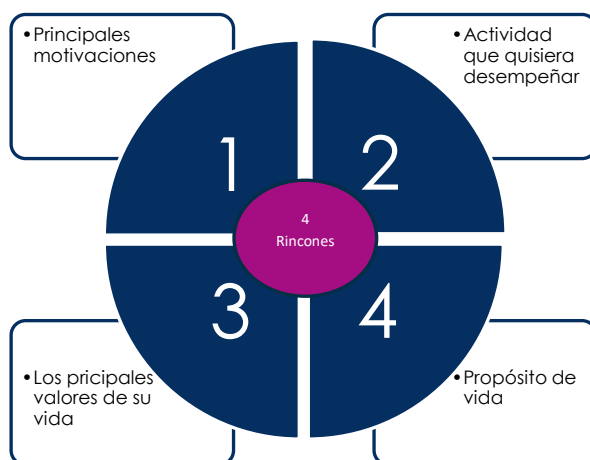 •Principales
motivaciones
•Actividad
que quisiera
desempeñar
1
2
4
Rincones
3
4
•Los pricipales
valores de su
vida
•Propósito de
vida